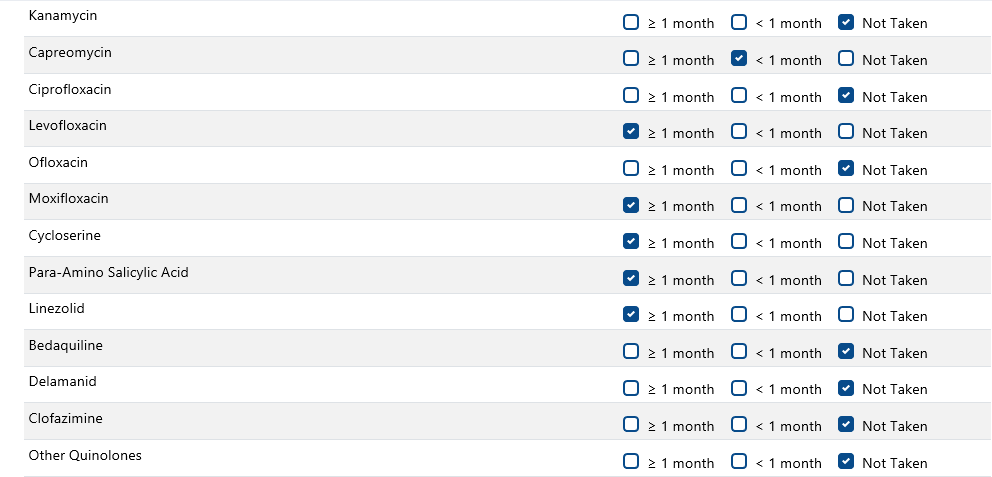 Kanamycin ≥ 1 month < 1 month Not Taken
Capreomycin ≥ 1 month < 1 month Not Taken
Ciprofloxacin ≥ 1 month < 1 month Not Taken
Levofloxacin ≥ 1 month < 1 month Not Taken
Ofloxacin ≥ 1 month < 1 month Not Taken
Moxifloxacin ≥ 1 month < 1 month Not Taken
Cycloserine ≥ 1 month < 1 month Not Taken
Para-Amino Salicylic Acid ≥ 1 month < 1 month Not Taken
Linezolid ≥ 1 month < 1 month Not Taken
Bedaquiline ≥ 1 month < 1 month Not Taken
Delamanid ≥ 1 month < 1 month Not Taken
Clofazimine ≥ 1 month < 1 month Not Taken
Other Quinolones ≥ 1 month < 1 month Not Taken